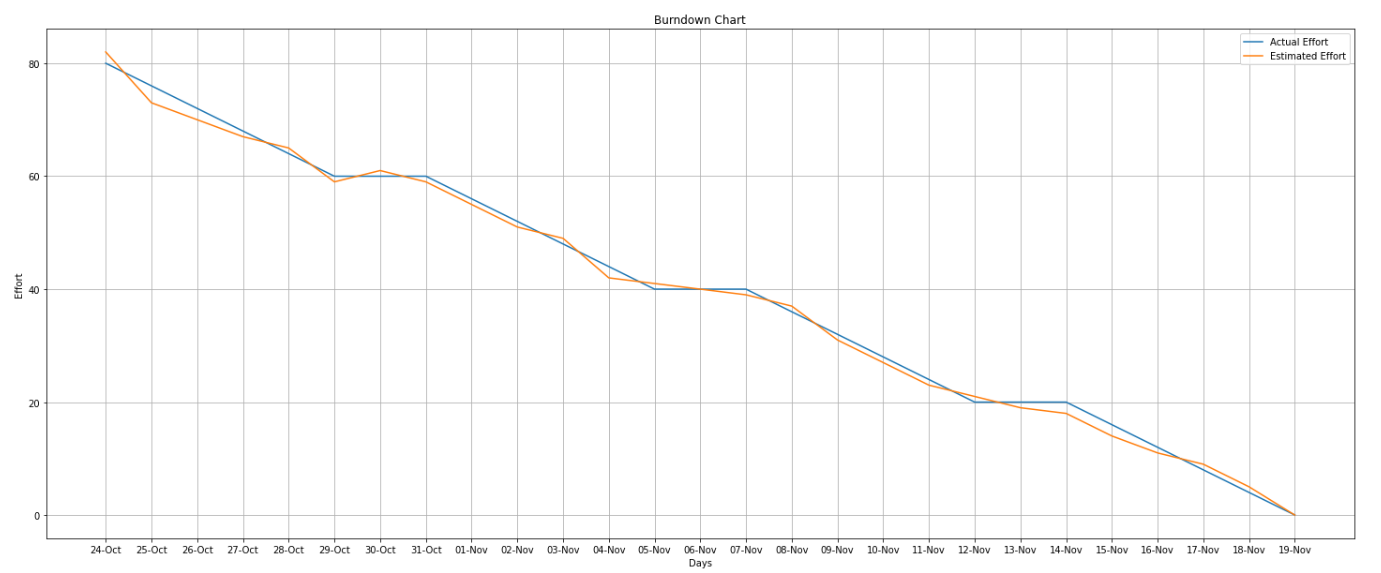 Burndown Chart
Actual Effort
Estimated Effort
80
60
40
20
0
Effort
24-Oct 25-Oct 26-Oct 27-Oct 28-Oct 29-Oct 30-Oct 31-Oct 01-Nov 02-Nov 03-Nov 04-Nov 05-Nov 06-Nov 07-Nov 08-Nov 09-Nov 10-Nov 11-Nov 12-Nov 13-Nov 14-Nov 15-Nov 16-Nov 17-Nov 18-Nov 19-Nov
Days